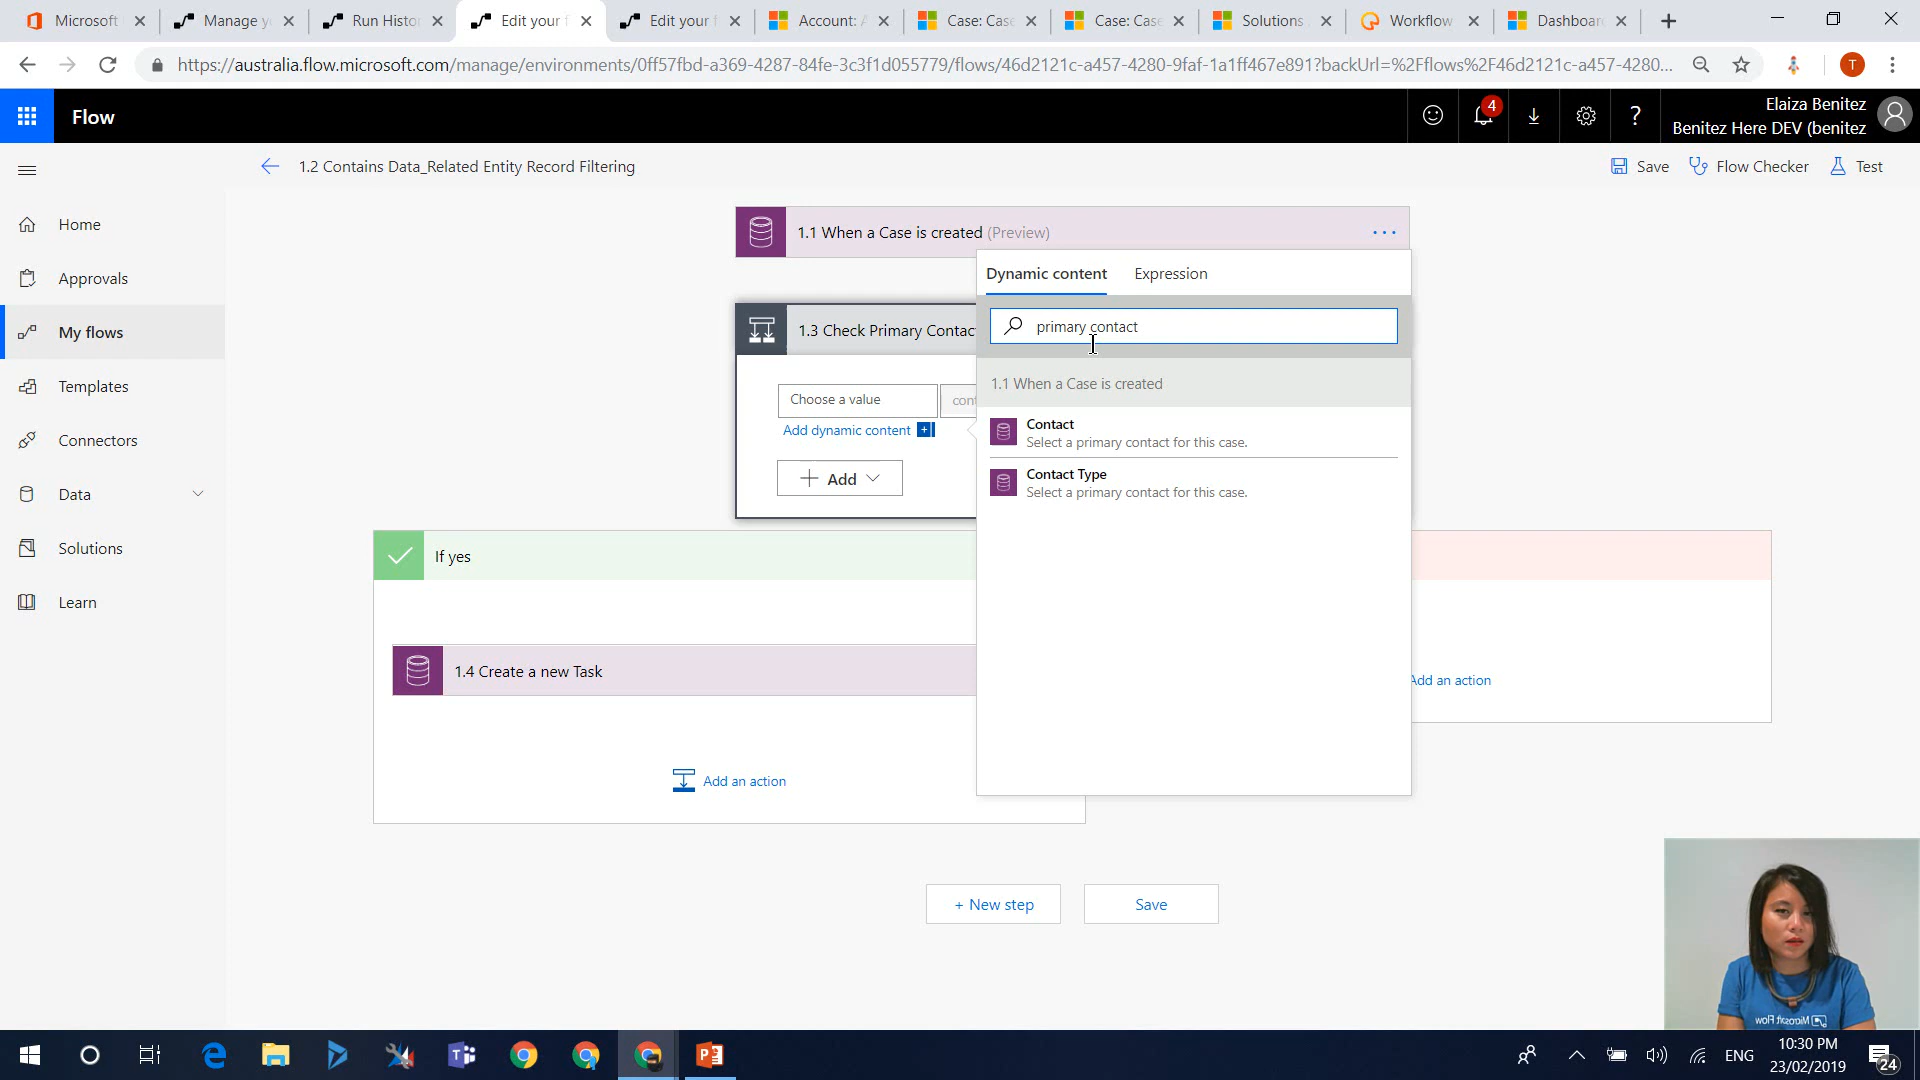 Microsoft
Manage y
Run Histo
Edit your f
Edit your f
Account: A
Case: Case
Case: Case
Solutions
Workflow
Dashboar
https://australia.flow.microsoft.com/manage/environments/0ff57fbd-a369-4287-84fe-3c3f1d055779/flows/46d2121c-a457-4280-9faf-1a1ff467e891?backUrl=%2Fflows%2F46d2121c-a457-4280...
T
Flow
4
?
Elaiza Benitez
Benitez Here DEV (benitez
1.2 Contains Data_Related Entity Record Filtering
Save
Flow Checker
Test
Home
Approvals
My flows
Templates
Connectors
Data
Solutions
Learn
1.1 When a Case is created (Preview)
...
Dynamic content
Expression
primary contact
1.3 Check Primary Contac
1.1 When a Case is created
Choose a value
cont
Add dynamic content
Contact
Select a primary contact for this case.
Add
Contact Type
Select a primary contact for this case.
If yes
1.4 Create a new Task
Add an action
Add an action
+ New step
Save
Microsoft Flow
ENG
10:30 PM
23/02/2019
24